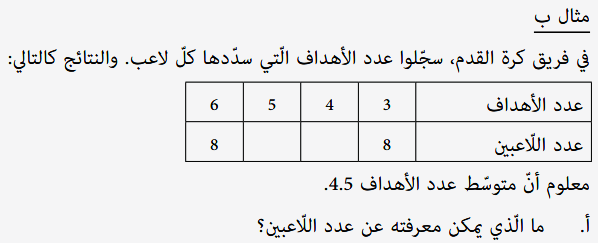 مثال ب
في فريق كرة القدم، سجّلوا عدد الأهداف الّتي سدّدها كلّ لاعب. والنتائج كالتالي:
عدد الأهداف 3 4 5 6
عدد اللّاعبين 8 8
معلوم أنّ متوسّط عدد الأهداف 4.5.
أ. ما الّذي يمكن معرفته عن عدد اللّاعبين؟